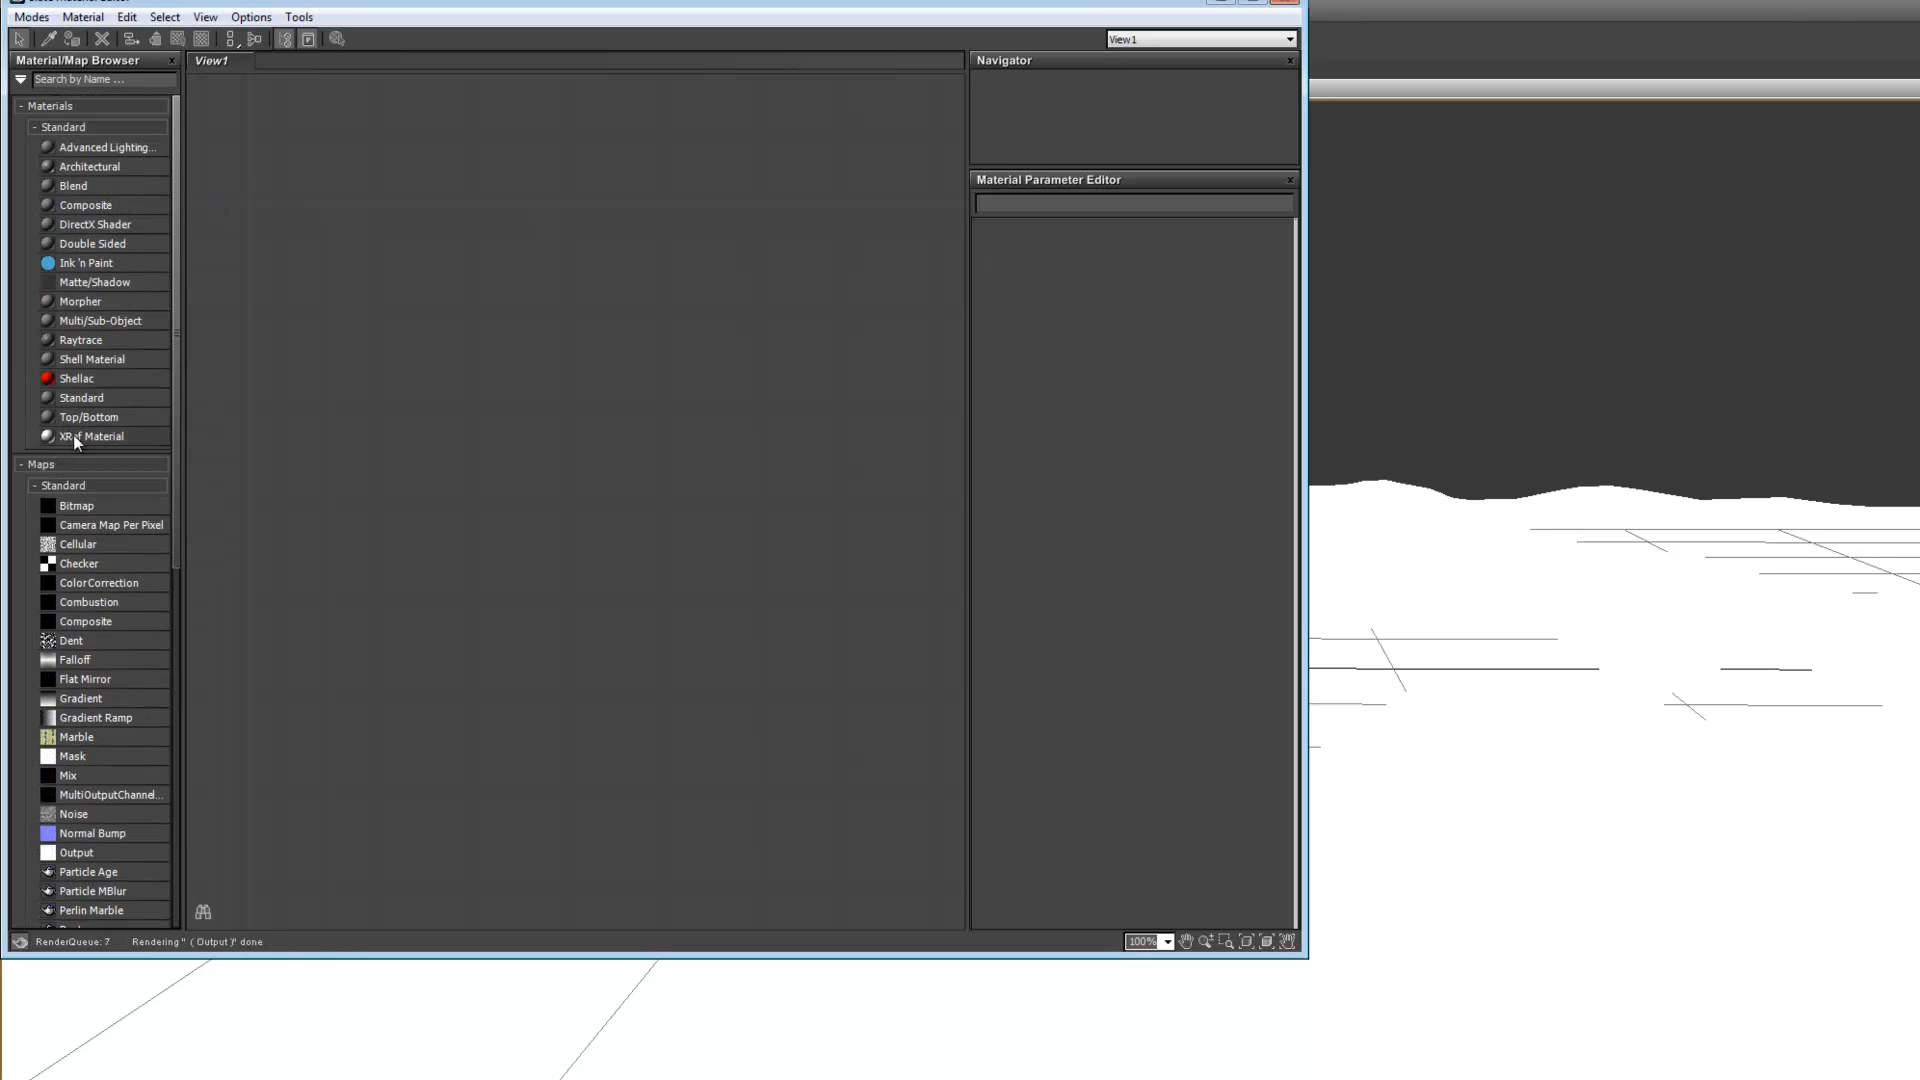 Modes Material Edit Select View Options Tools
View1
Material/Map Browser
Search by Name ...
- Materials
- Standard
Advanced Lighting...
Architectural
Blend
Composite
DirectX Shader
Double Sided
Ink 'n Paint
Matte/Shadow
Morpher
Multi/Sub-Object
Raytrace
Shell Material
Shellac
Standard
Top/Bottom
XRef Material
- Maps
- Standard
Bitmap
Camera Map Per Pixel
Cellular
Checker
Color Correction
Combustion
Composite
Dent
Falloff
Flat Mirror
Gradient
Gradient Ramp
Marble
Mask
Mix
MultiOutputChannel...
Noise
Normal Bump
Output
Particle Age
Particle MBlur
Perlin Marble
View1
Navigator
Material Parameter Editor
RenderQueue: 7 Rendering " ( Output )" done
100%